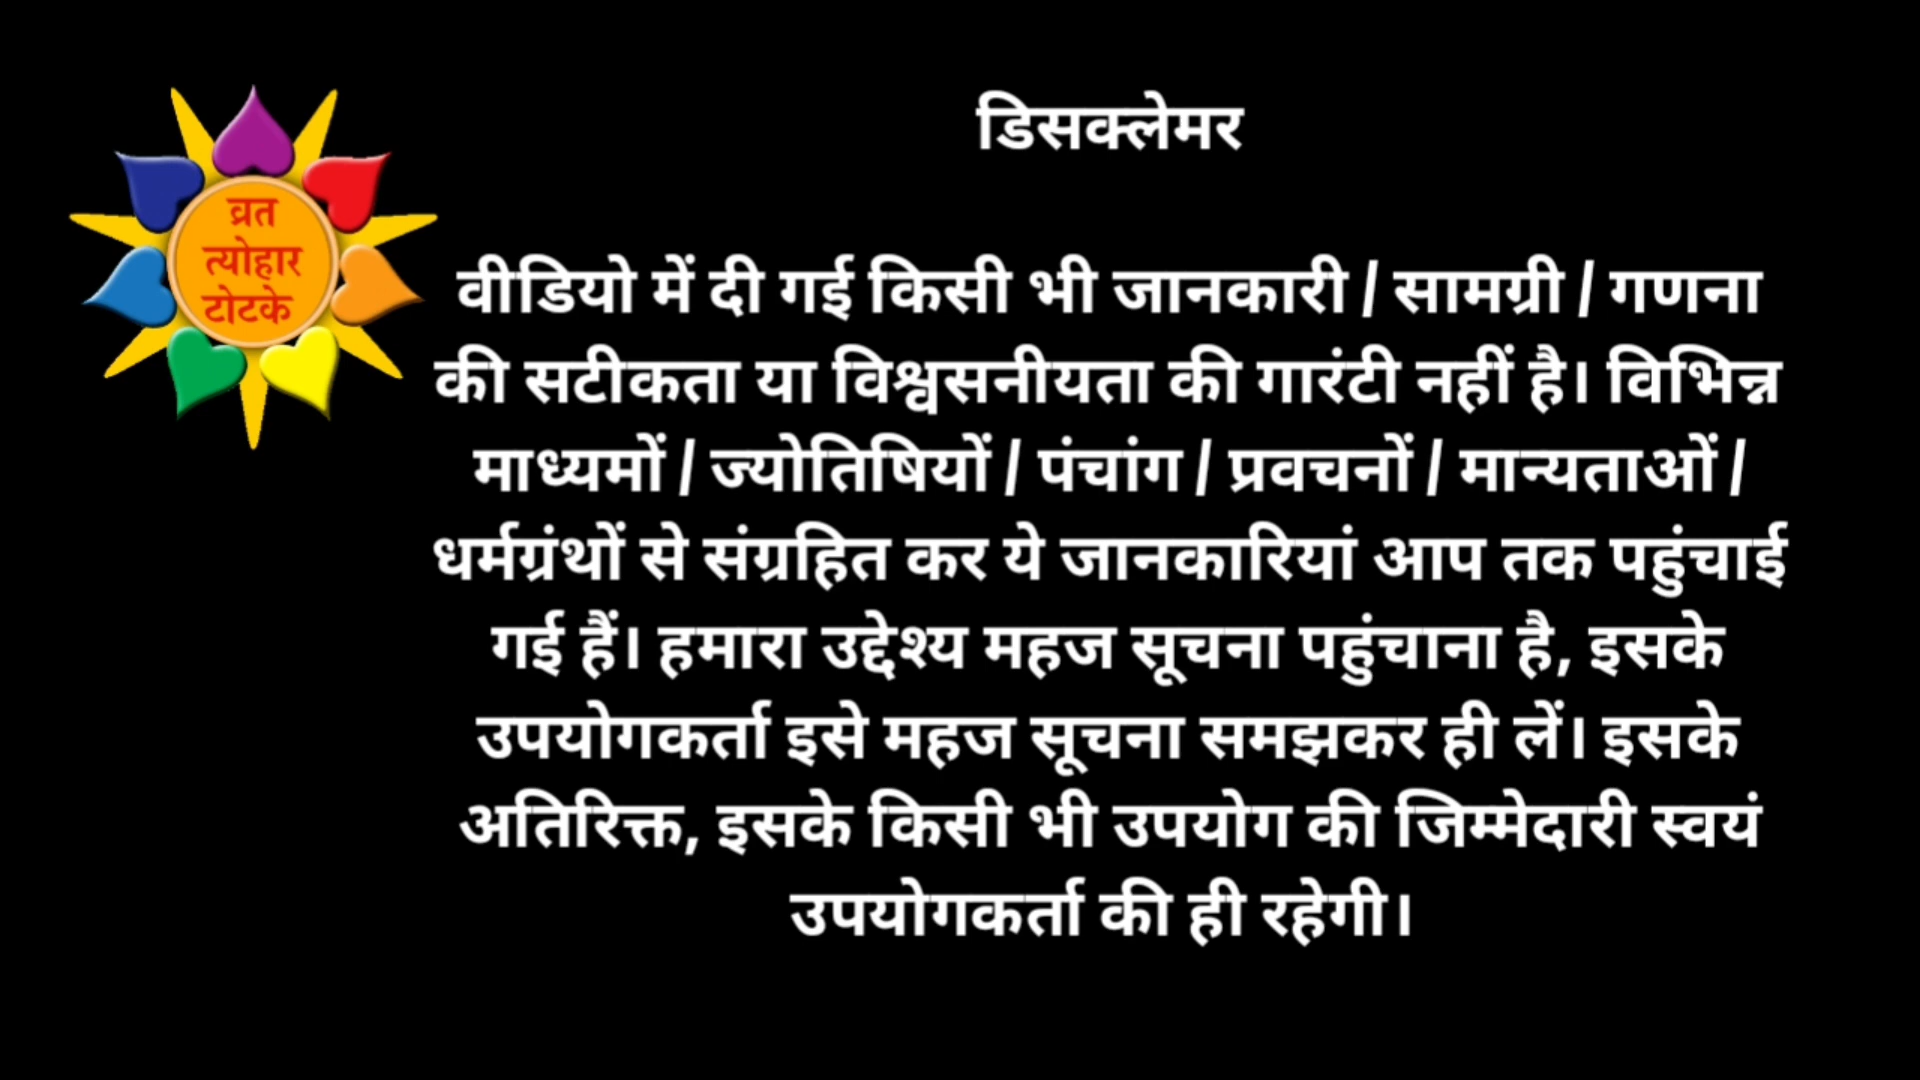 व्रत
त्योहार
टोटके
डिसक्लेमर
वीडियो में दी गई किसी भी जानकारी / सामग्री / गणना
की सटीकता या विश्वसनीयता की गारंटी नहीं है। विभिन्न
माध्यमों / ज्योतिषियों / पंचांग / प्रवचनों / मान्यताओं /
धर्मग्रंथों से संग्रहित कर ये जानकारियां आप तक पहुंचाई
गई हैं। हमारा उद्देश्य महज सूचना पहुंचाना है, इसके
उपयोगकर्ता इसे महज सूचना समझकर ही लें। इसके
अतिरिक्त, इसके किसी भी उपयोग की जिम्मेदारी स्वयं
उपयोगकर्ता की ही रहेगी।